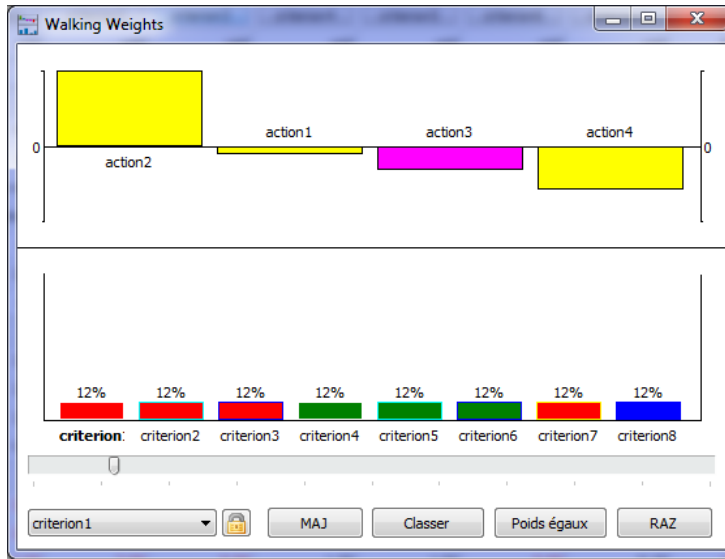 Walking Weights
action1 action3 action4
0 0
action2
12% 12% 12% 12% 12% 12% 12% 12%
criterion1 criterion2 criterion3 criterion4 criterion5 criterion6 criterion7 criterion8
criterion1 MAJ Classer Poids égaux RAZ